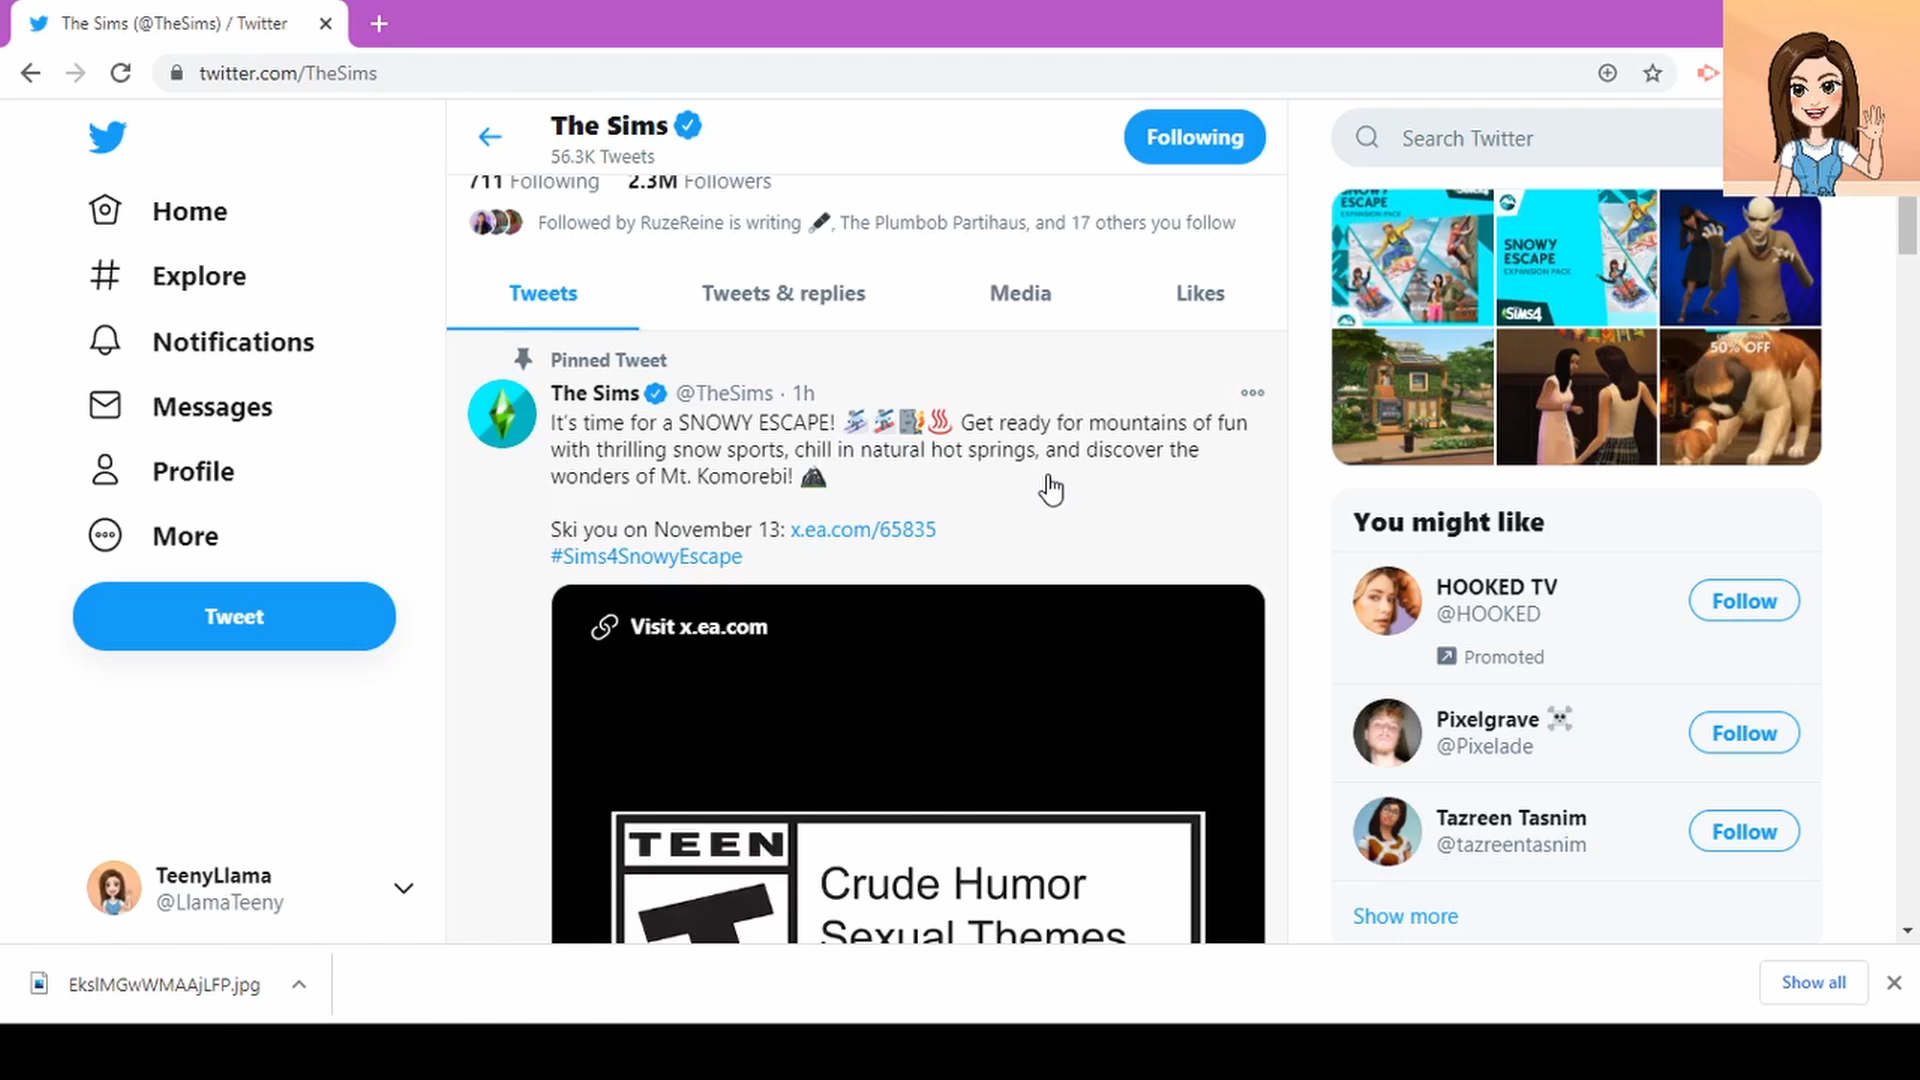 The Sims (@TheSims) / Twitter
twitter.com/TheSims
The Sims
56.3K Tweets
Following
Search Twitter
711 Following 2.3M Followers
Followed by RuzeReine is writing 🖋, The Plumbob Partihaus, and 17 others you follow
Home
Explore
Notifications
Messages
Profile
More
Tweet
TeenyLlama
@LlamaTeeny
Tweets
Tweets & replies
Media
Likes
Pinned Tweet
The Sims @TheSims · 1h
It's time for a SNOWY ESCAPE! Get ready for mountains of fun
with thrilling snow sports, chill in natural hot springs, and discover the
wonders of Mt. Komorebi!
Ski you on November 13: x.ea.com/65835
#Sims4SnowyEscape
Visit x.ea.com
TEEN
T
Crude Humor
Sexual Themes
SNOWY
ESCAPE
EXPANSION PACK
SNOWY
ESCAPE
EXPANSION PACK
SIMS4
50% OFF
You might like
HOOKED TV
@HOOKED
Promoted
Follow
Pixelgrave
@Pixelade
Follow
Tazreen Tasnim
@tazreentasnim
Follow
Show more
EkslMGwWMAAjLFP.jpg
Show all